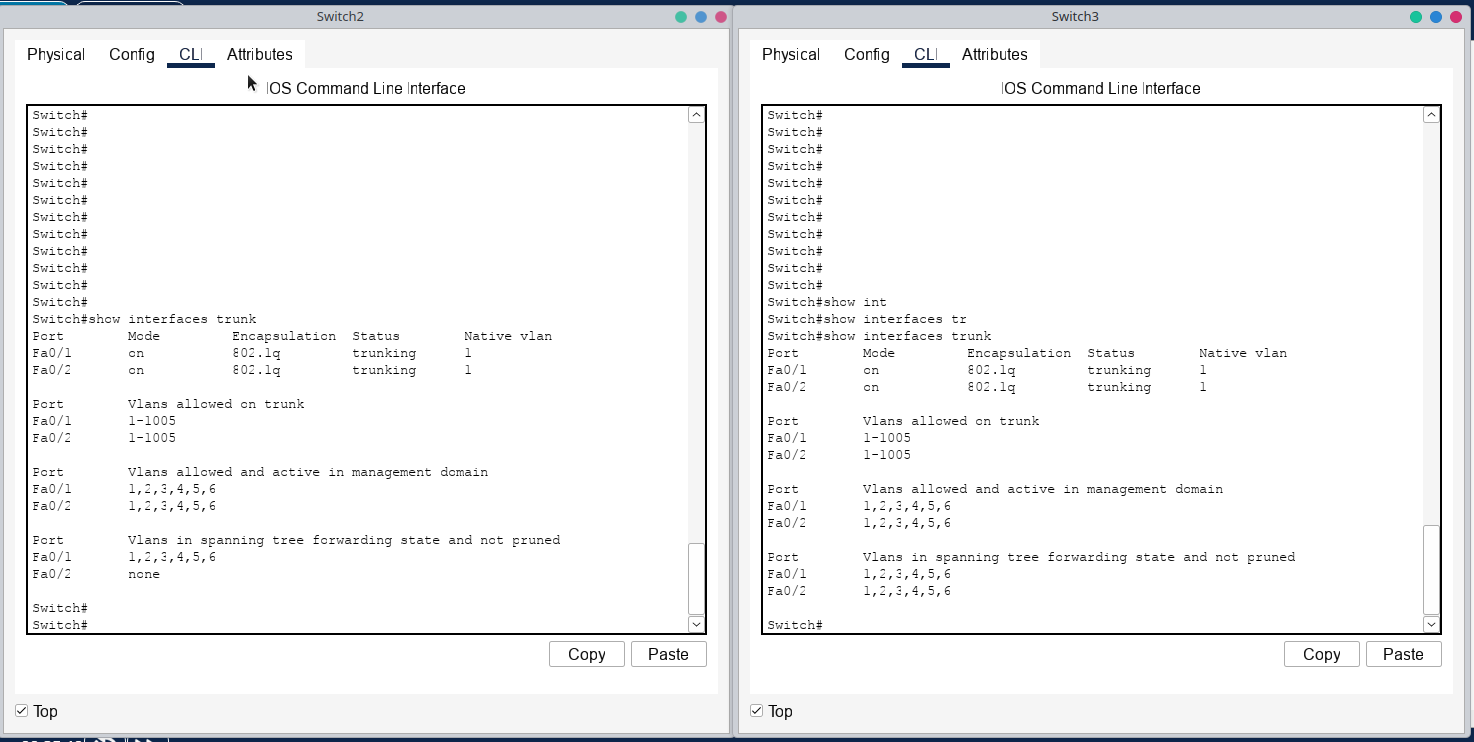 Switch2
Physical Config CLI Attributes
IOS Command Line Interface
Switch#
Switch#
Switch#
Switch#
Switch#
Switch#
Switch#
Switch#
Switch#
Switch#
Switch#
Switch#
Switch#show interfaces trunk
Port Mode Encapsulation Status Native vlan
Fa0/1 on 802.1q trunking 1
Fa0/2 on 802.1q trunking 1
Port Vlans allowed on trunk
Fa0/1 1-1005
Fa0/2 1-1005
Port Vlans allowed and active in management domain
Fa0/1 1,2,3,4,5,6
Fa0/2 1,2,3,4,5,6
Port Vlans in spanning tree forwarding state and not pruned
Fa0/1 1,2,3,4,5,6
Fa0/2 none
Switch#
Switch#
Copy Paste
Top
Switch3
Physical Config CLI Attributes
IOS Command Line Interface
Switch#
Switch#
Switch#
Switch#
Switch#
Switch#
Switch#
Switch#
Switch#
Switch#
Switch#
Switch#show int
Switch#show interfaces tr
Switch#show interfaces trunk
Port Mode Encapsulation Status Native vlan
Fa0/1 on 802.1q trunking 1
Fa0/2 on 802.1q trunking 1
Port Vlans allowed on trunk
Fa0/1 1-1005
Fa0/2 1-1005
Port Vlans allowed and active in management domain
Fa0/1 1,2,3,4,5,6
Fa0/2 1,2,3,4,5,6
Port Vlans in spanning tree forwarding state and not pruned
Fa0/1 1,2,3,4,5,6
Fa0/2 1,2,3,4,5,6
Switch#
Copy Paste
Top